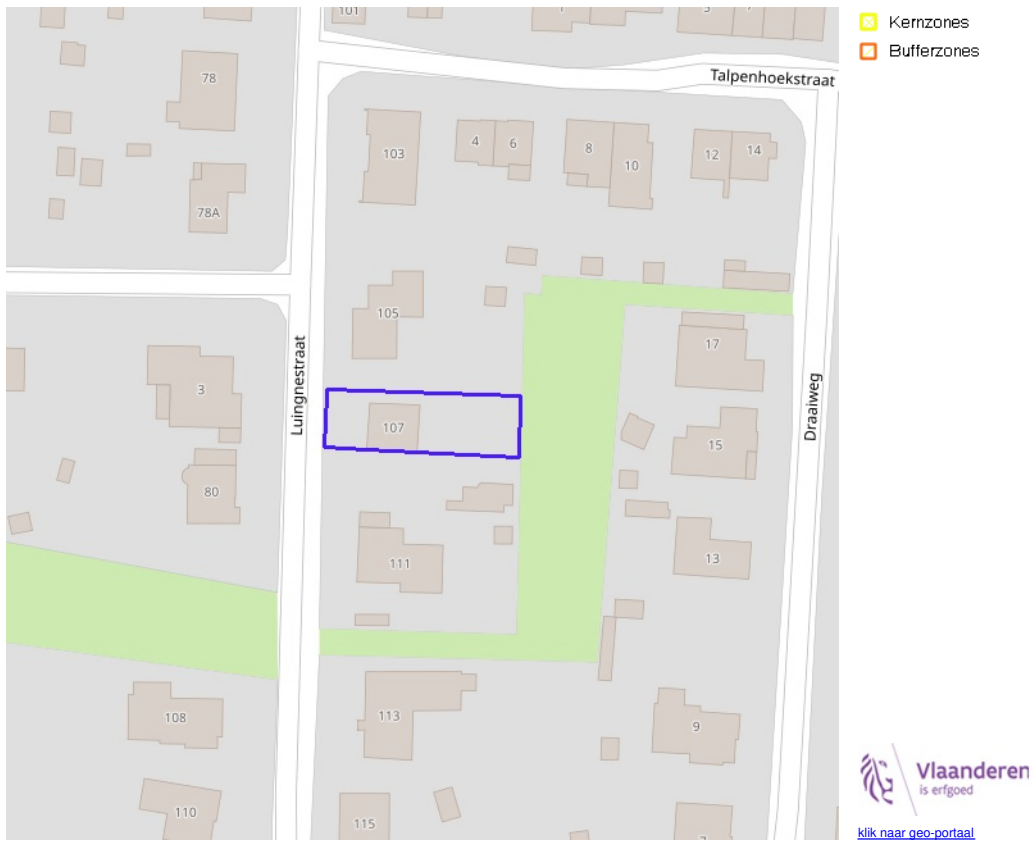 Kernzones
Bufferzones
101
Talpenhoekstraat
78
103
4
6
8
10
12
14
78A
105
17
Luingnestraat
3
107
Draaiweg
15
80
111
13
113
108
9
110
115
Vlaanderen
is erfgoed
klik naar geo-portaal